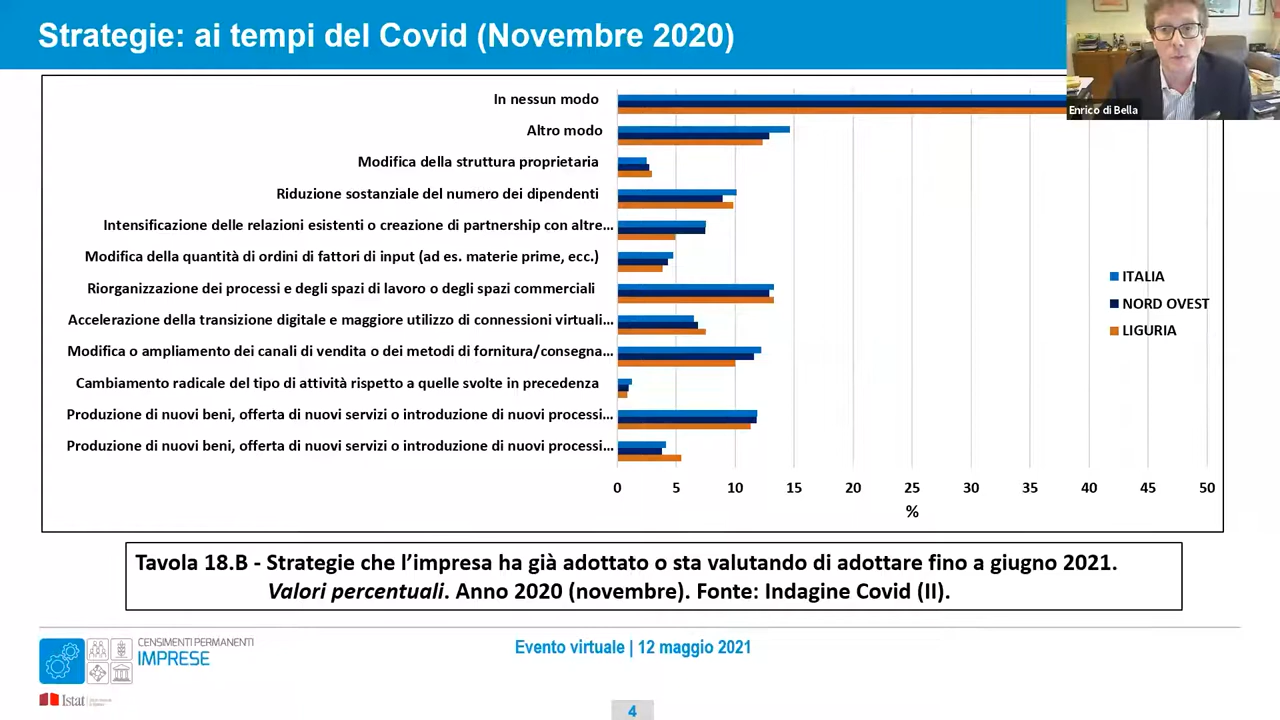 Strategie: ai tempi del Covid (Novembre 2020)
Enrico di Bella
In nessun modo
Altro modo
Modifica della struttura proprietaria
Riduzione sostanziale del numero dei dipendenti
Intensificazione delle relazioni esistenti o creazione di partnership con altre...
Modifica della quantità di ordini di fattori di input (ad es. materie prime, ecc.)
Riorganizzazione dei processi e degli spazi di lavoro o degli spazi commerciali
Accelerazione della transizione digitale e maggiore utilizzo di connessioni virtuali...
Modifica o ampliamento dei canali di vendita o dei metodi di fornitura/consegna...
Cambiamento radicale del tipo di attività rispetto a quelle svolte in precedenza
Produzione di nuovi beni, offerta di nuovi servizi o introduzione di nuovi processi...
Produzione di nuovi beni, offerta di nuovi servizi o introduzione di nuovi processi...
ITALIA
NORD OVEST
LIGURIA
0 5 10 15 20 25 30 35 40 45 50
%
Tavola 18.B - Strategie che l’impresa ha già adottato o sta valutando di adottare fino a giugno 2021.
Valori percentuali. Anno 2020 (novembre). Fonte: Indagine Covid (II).
CENSIMENTI PERMANENTI
IMPRESE
Evento virtuale | 12 maggio 2021
Istat
4